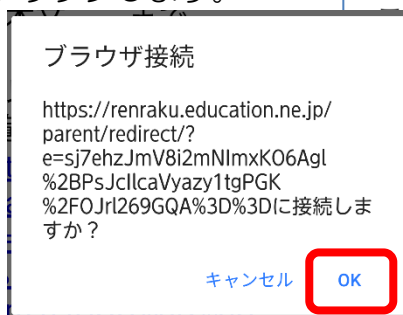 ブラウザ接続
https://renraku.education.ne.jp/
parent/redirect/?
e=sj7ehzJmV8i2mNImxKO6Agl
%2BPsJcIlcaVyazy1tgPGK
%2FOJrl269GQA%3D%3Dに接続しま
すか？
キャンセル OK